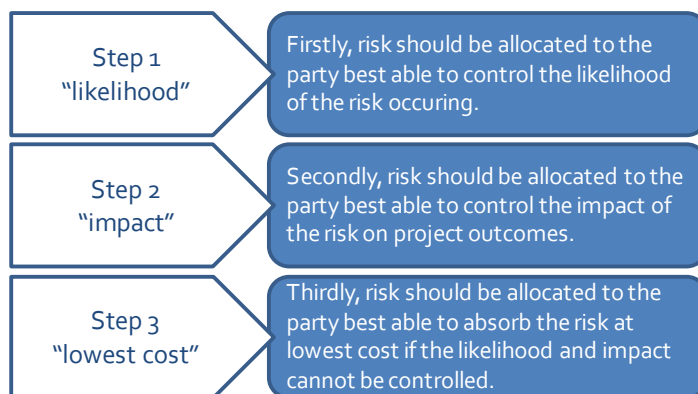 Step 1
“likelihood”
Firstly, risk should be allocated to the
party best able to control the likelihood
of the risk occuring.
Step 2
“impact”
Secondly, risk should be allocated to the
party best able to control the impact of
the risk on project outcomes.
Step 3
“lowest cost”
Thirdly, risk should be allocated to the
party best able to absorb the risk at
lowest cost if the likelihood and impact
cannot be controlled.